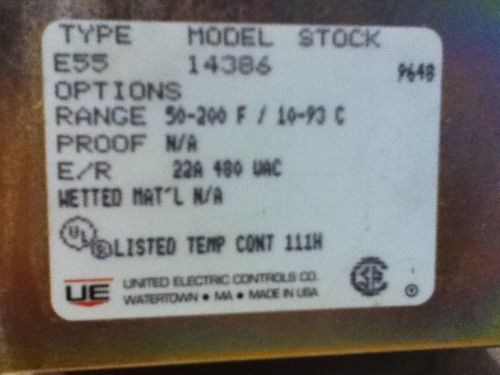 TYPE MODEL STOCK
E55 14386 9648
OPTIONS
RANGE 50-200 F / 10-93 C
PROOF N/A
E/R 22A 480 VAC
WETTED MAT'L N/A
UL ® LISTED TEMP CONT 111H
UE UNITED ELECTRIC CONTROLS CO.
WATERTOWN • MA • MADE IN USA